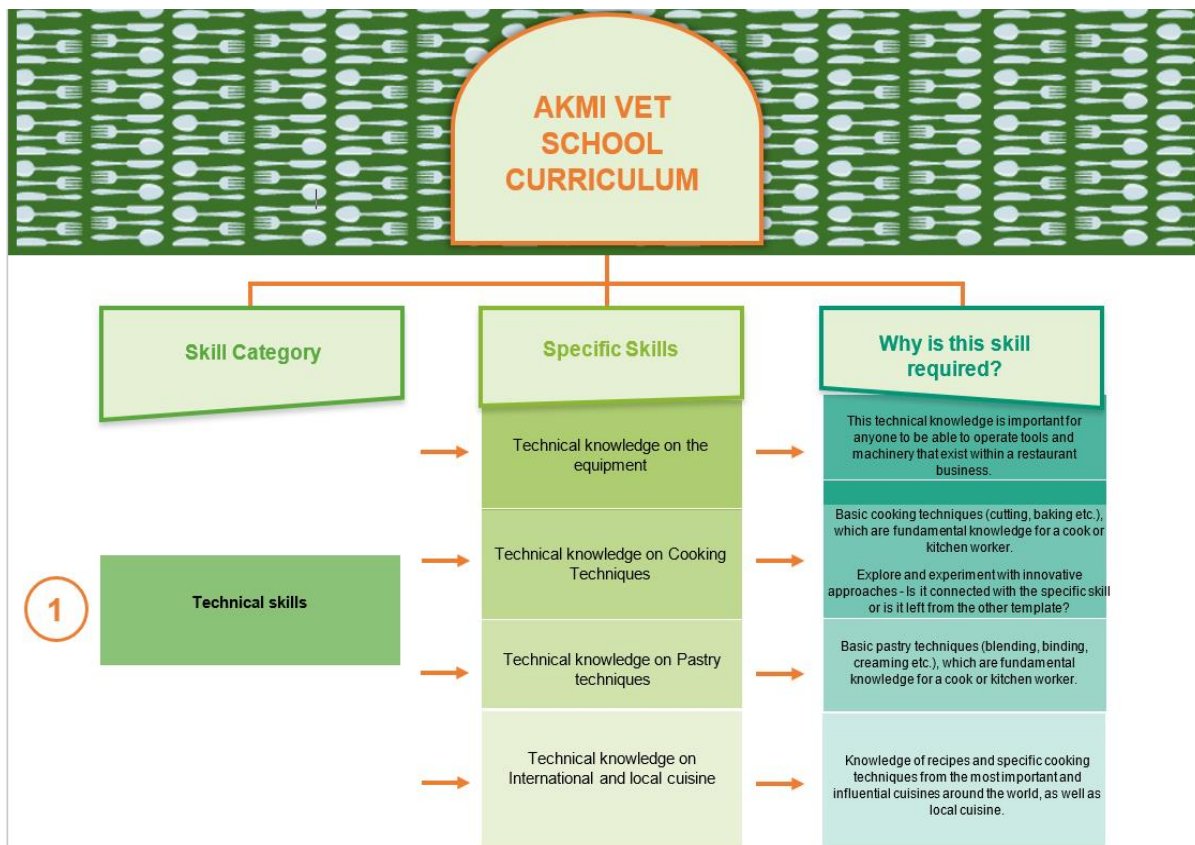 AKMI VET
SCHOOL
CURRICULUM
Skill Category
Specific Skills
Why is this skill
required?
1
Technical skills
Technical knowledge on the
equipment
This technical knowledge is important for
anyone to be able to operate tools and
machinery that exist within a restaurant
business.
Technical knowledge on Cooking
Techniques
Basic cooking techniques (cutting, baking etc.),
which are fundamental knowledge for a cook or
kitchen worker.
Explore and experiment with innovative
approaches - Is it connected with the specific skill
or is it left from the other template?
Technical knowledge on Pastry
techniques
Basic pastry techniques (blending, binding,
creaming etc.), which are fundamental
knowledge for a cook or kitchen worker.
Technical knowledge on
International and local cuisine
Knowledge of recipes and specific cooking
techniques from the most important and
influential cuisines around the world, as well as
local cuisine.